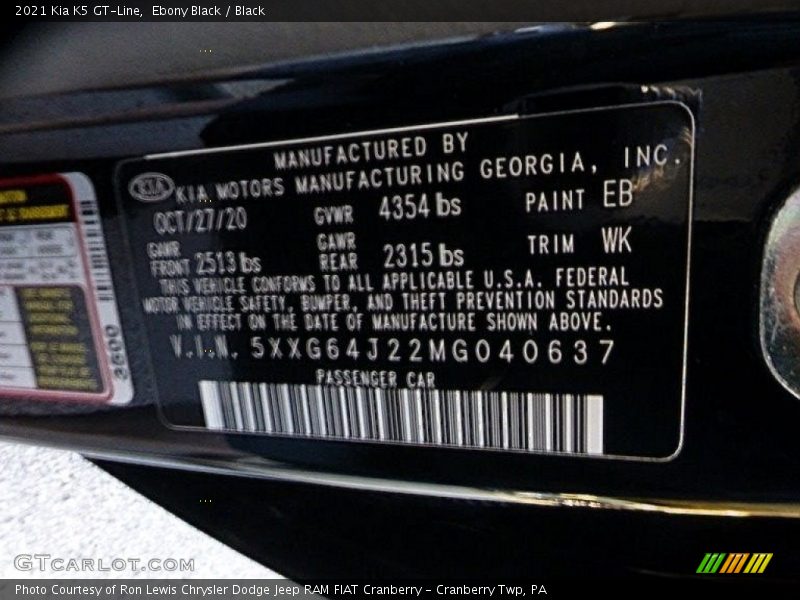 2021 Kia K5 GT-Line, Ebony Black / Black
MANUFACTURED BY
KIA KIA MOTORS MANUFACTURING GEORGIA, INC.
OCT/27/20 GVWR 4354 lbs PAINT EB
GAWR FRONT 2513 lbs GAWR REAR 2315 lbs TRIM WK
THIS VEHICLE CONFORMS TO ALL APPLICABLE U.S.A. FEDERAL
MOTOR VEHICLE SAFETY, BUMPER, AND THEFT PREVENTION STANDARDS
IN EFFECT ON THE DATE OF MANUFACTURE SHOWN ABOVE.
V.I.N. 5XXG64J22MG040637
PASSENGER CAR
GTCARLOT.COM
Photo Courtesy of Ron Lewis Chrysler Dodge Jeep RAM FIAT Cranberry - Cranberry Twp, PA